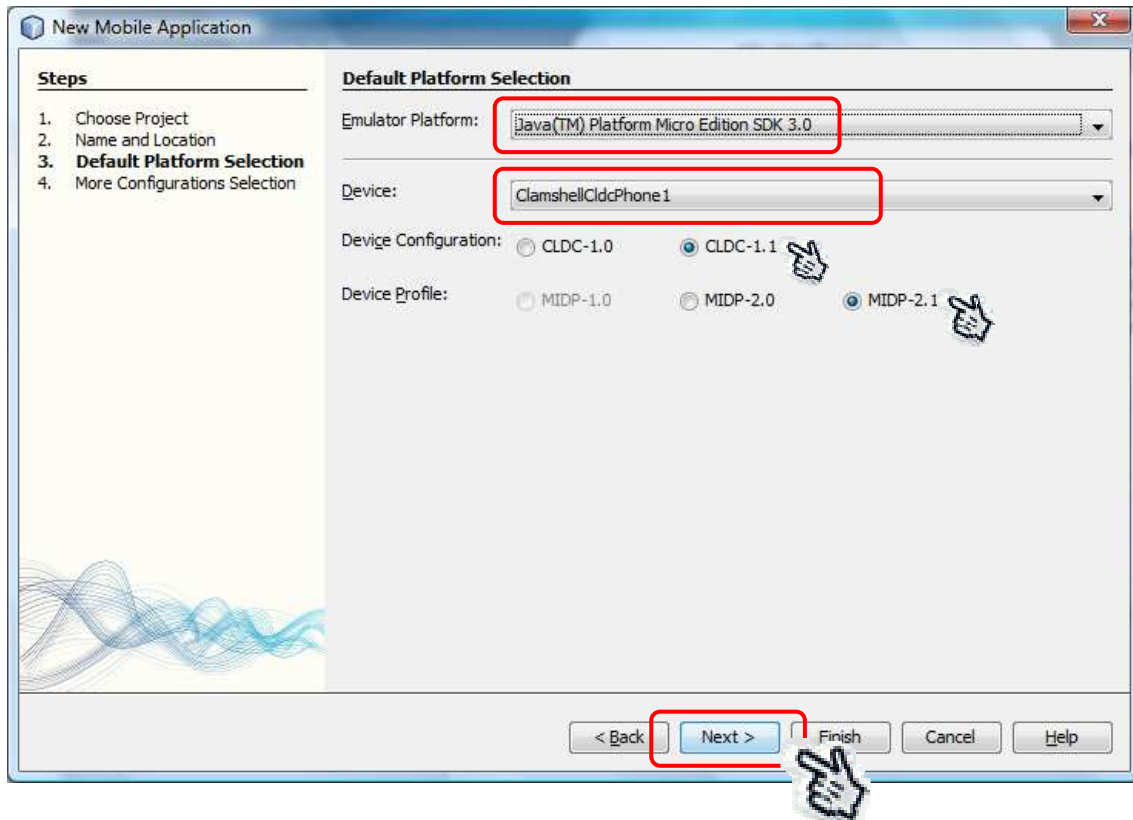 New Mobile Application
Steps
1. Choose Project
2. Name and Location
3. Default Platform Selection
4. More Configurations Selection
Default Platform Selection
Emulator Platform: Java(TM) Platform Micro Edition SDK 3.0
Device: ClamshellCldcPhone1
Device Configuration: CLDC-1.0 CLDC-1.1
Device Profile: MIDP-1.0 MIDP-2.0 MIDP-2.1
< Back Next > Finish Cancel Help